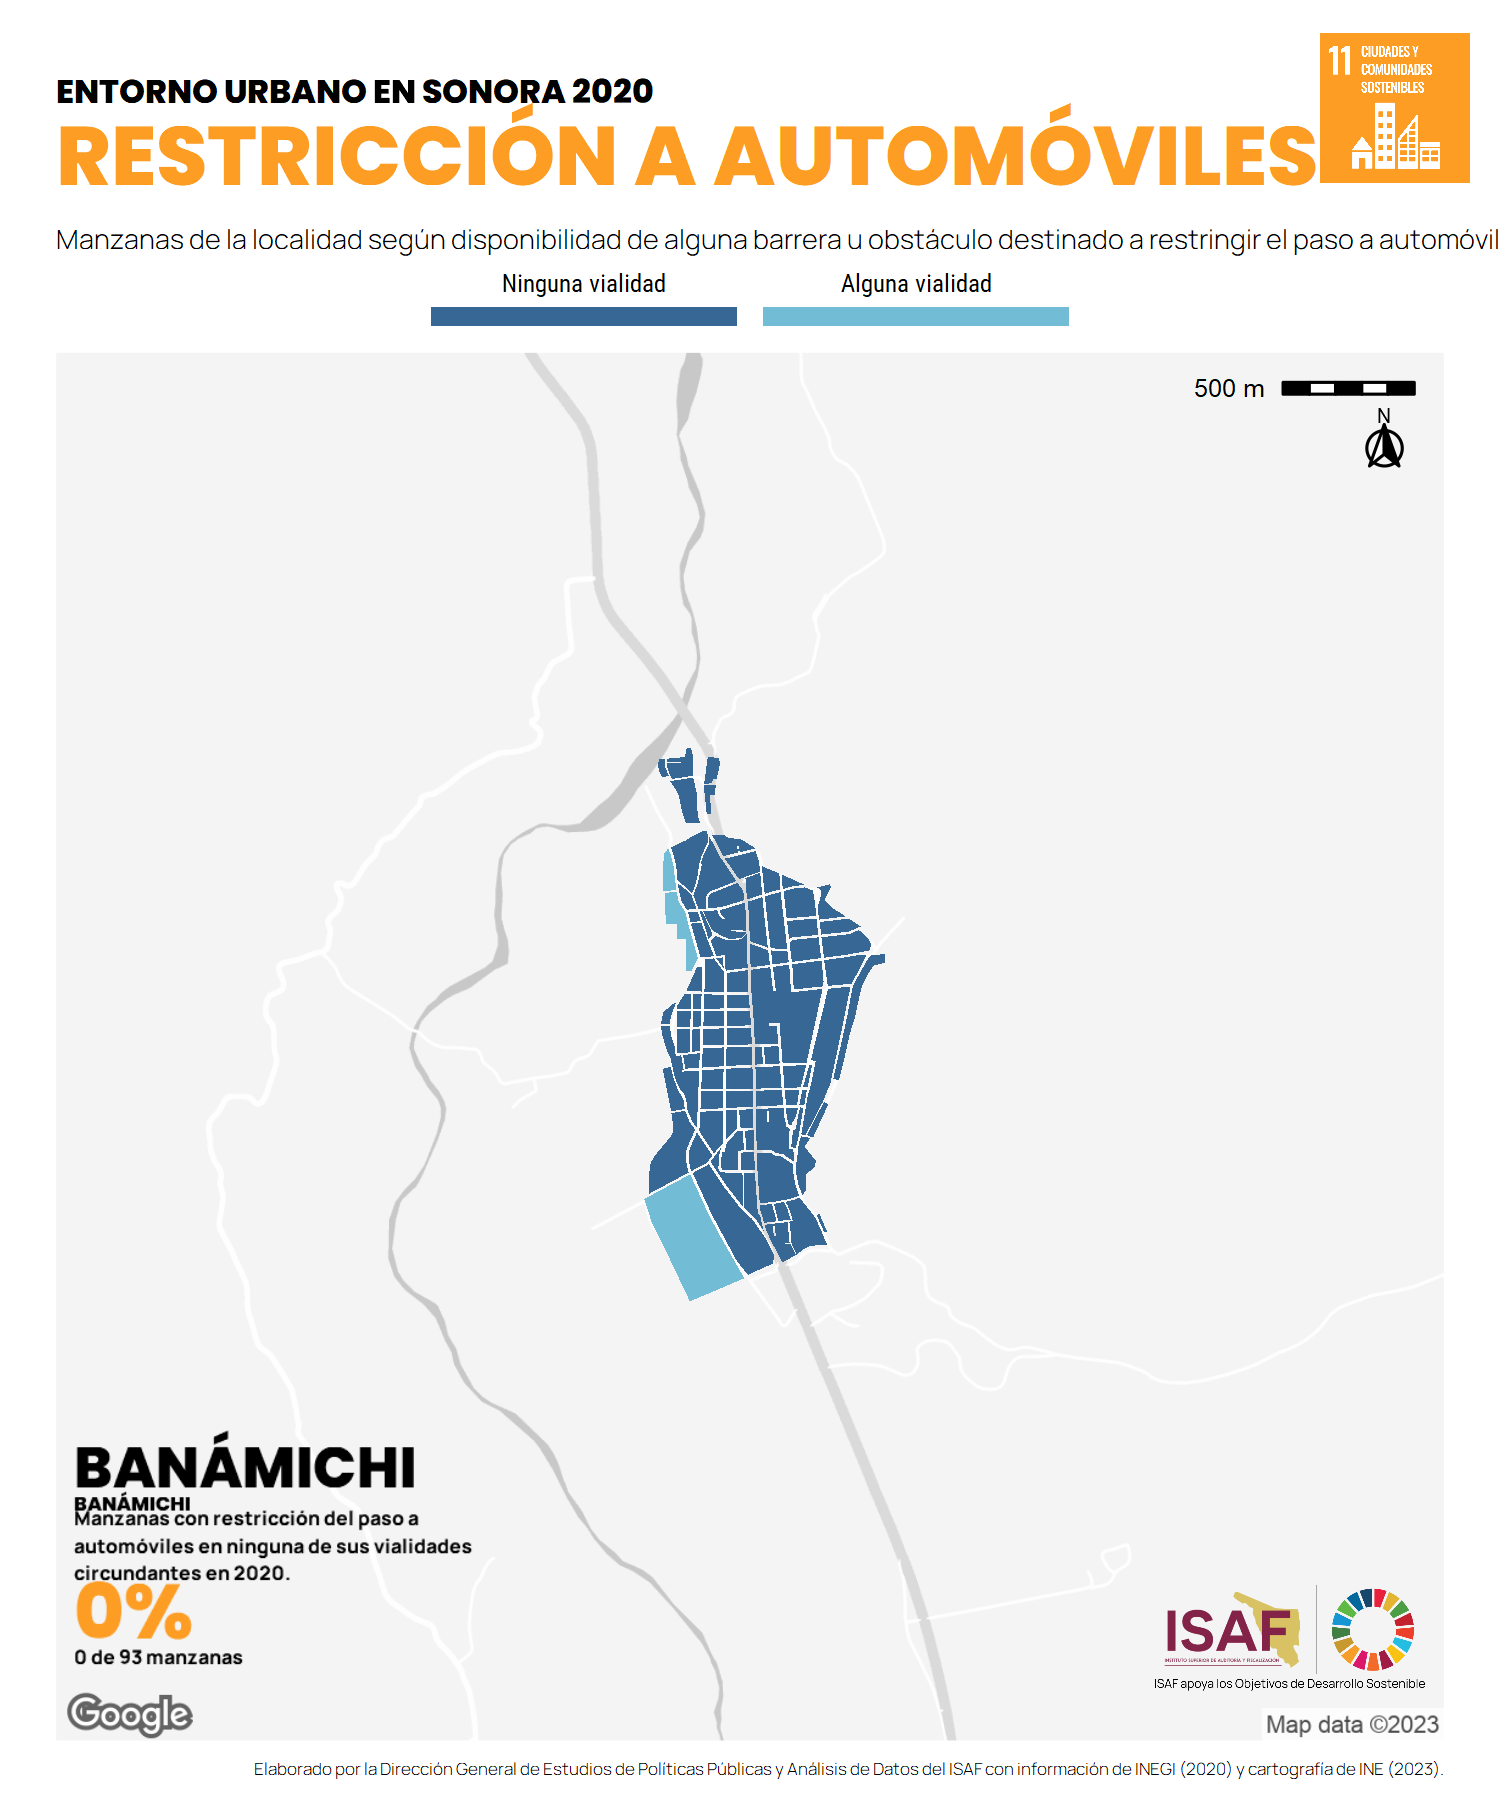 11 CIUDADES Y
COMUNIDADES
SOSTENIBLES
ENTORNO URBANO EN SONORA 2020
RESTRICCIÓN A AUTOMÓVILES
Manzanas de la localidad según disponibilidad de alguna barrera u obstáculo destinado a restringir el paso a automóvil
Ninguna vialidad
Alguna vialidad
500 m
N
BANÁMICHI
BANÁMICHI
Manzanas con restricción del paso a
automóviles en ninguna de sus vialidades
circundantes en 2020.
0%
0 de 93 manzanas
ISAF
INSTITUTO SUPERIOR DE AUDITORÍA Y FISCALIZACIÓN
ISAF apoya los Objetivos de Desarrollo Sostenible
Google
Map data ©2023
Elaborado por la Dirección General de Estudios de Políticas Públicas y Análisis de Datos del ISAF con información de INEGI (2020) y cartografía de INE (2023).